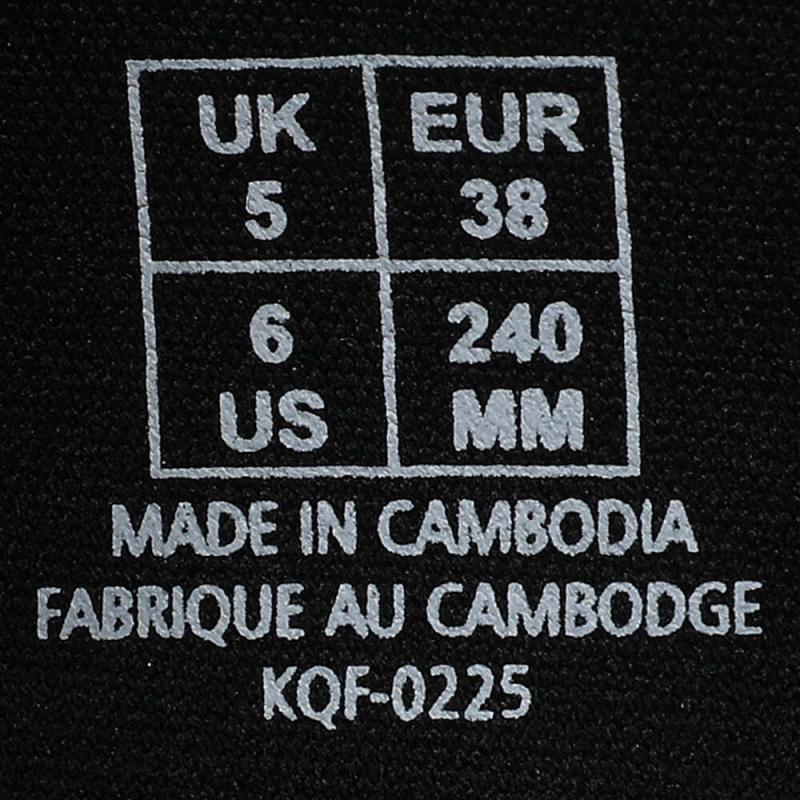 UK EUR
5 38
6 240
US MM
MADE IN CAMBODIA
FABRIQUE AU CAMBODGE
KQF-0225